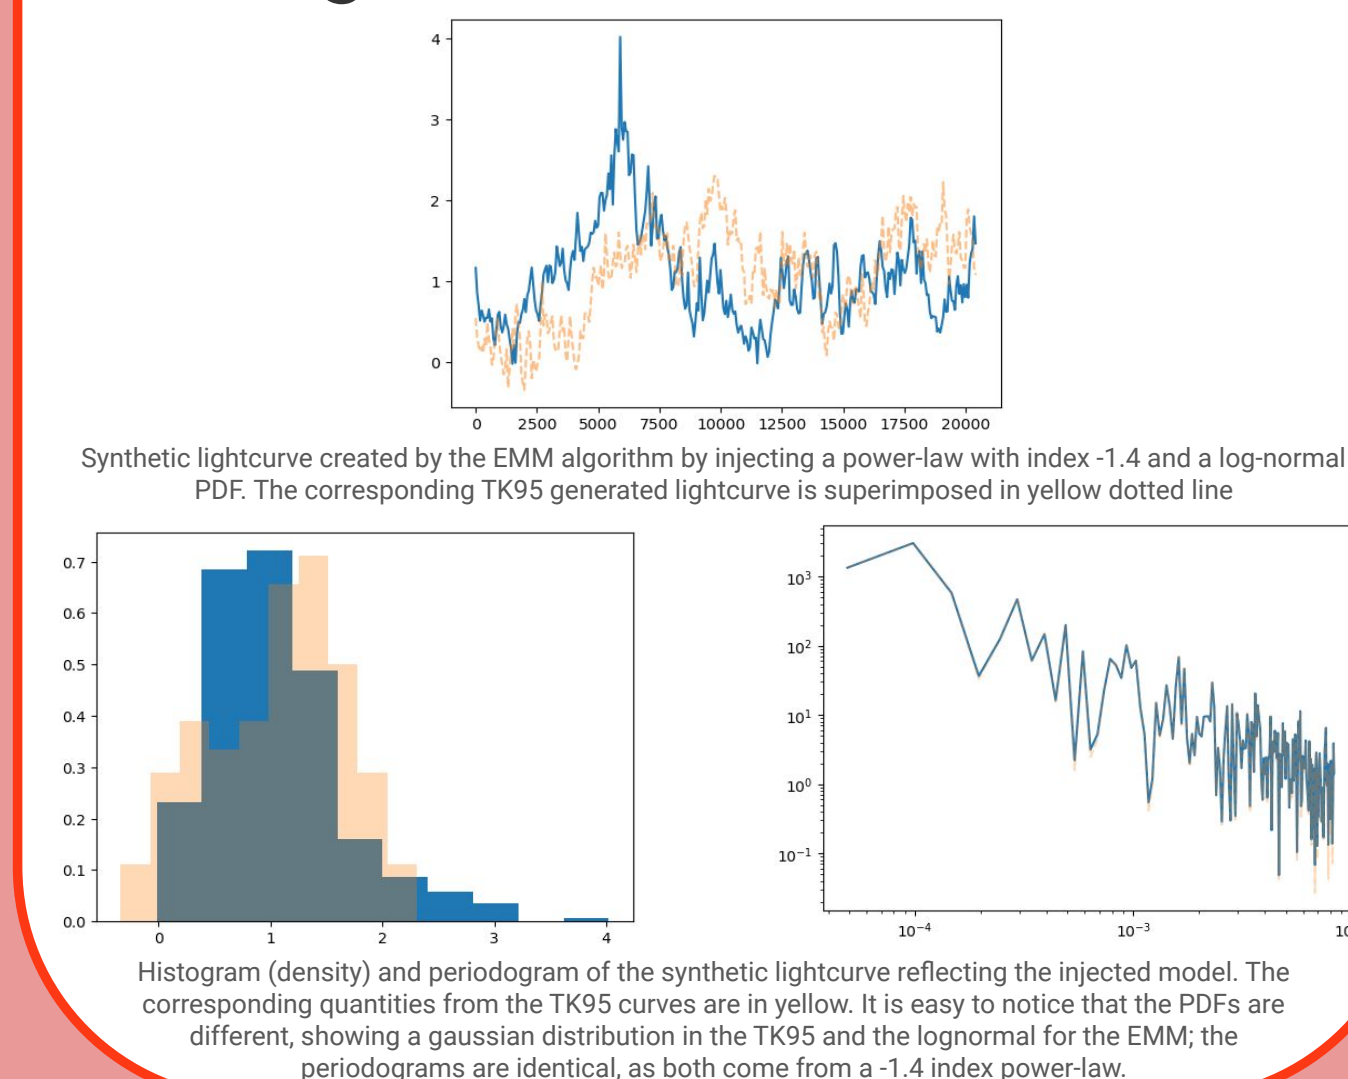 4
3
2
1
0
0 2500 5000 7500 10000 12500 15000 17500 20000
Synthetic lightcurve created by the EMM algorithm by injecting a power-law with index -1.4 and a log-normal
PDF. The corresponding TK95 generated lightcurve is superimposed in yellow dotted line
0.7
0.6
0.5
0.4
0.3
0.2
0.1
0.0
0 1 2 3 4
10³
10²
10¹
10⁰
10⁻¹
10⁻⁴ 10⁻³
Histogram (density) and periodogram of the synthetic lightcurve reflecting the injected model. The
corresponding quantities from the TK95 curves are in yellow. It is easy to notice that the PDFs are
different, showing a gaussian distribution in the TK95 and the lognormal for the EMM; the
periodograms are identical, as both come from a -1.4 index power-law.